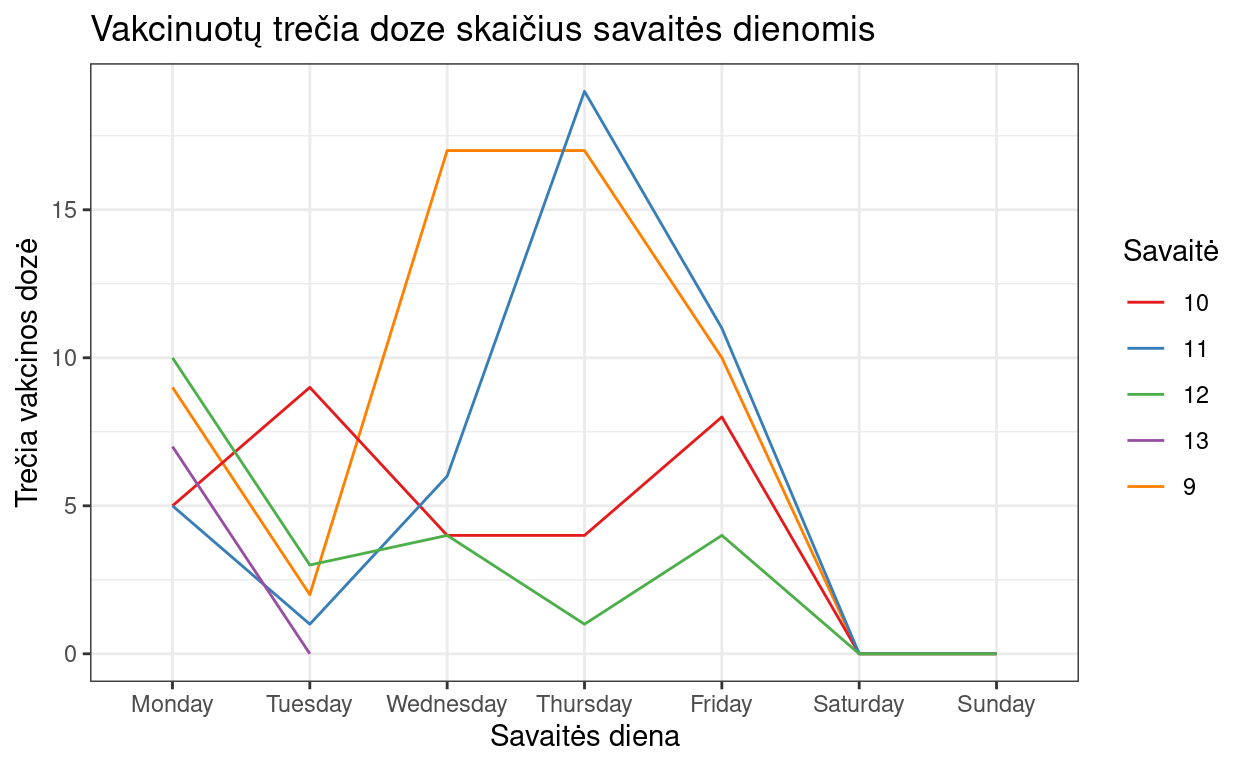 Vakcinuotų trečia doze skaičius savaitės dienomis
Trečia vakcinos dozė
15
10
5
0
Monday Tuesday Wednesday Thursday Friday Saturday Sunday
Savaitės diena
Savaitė
10
11
12
13
9